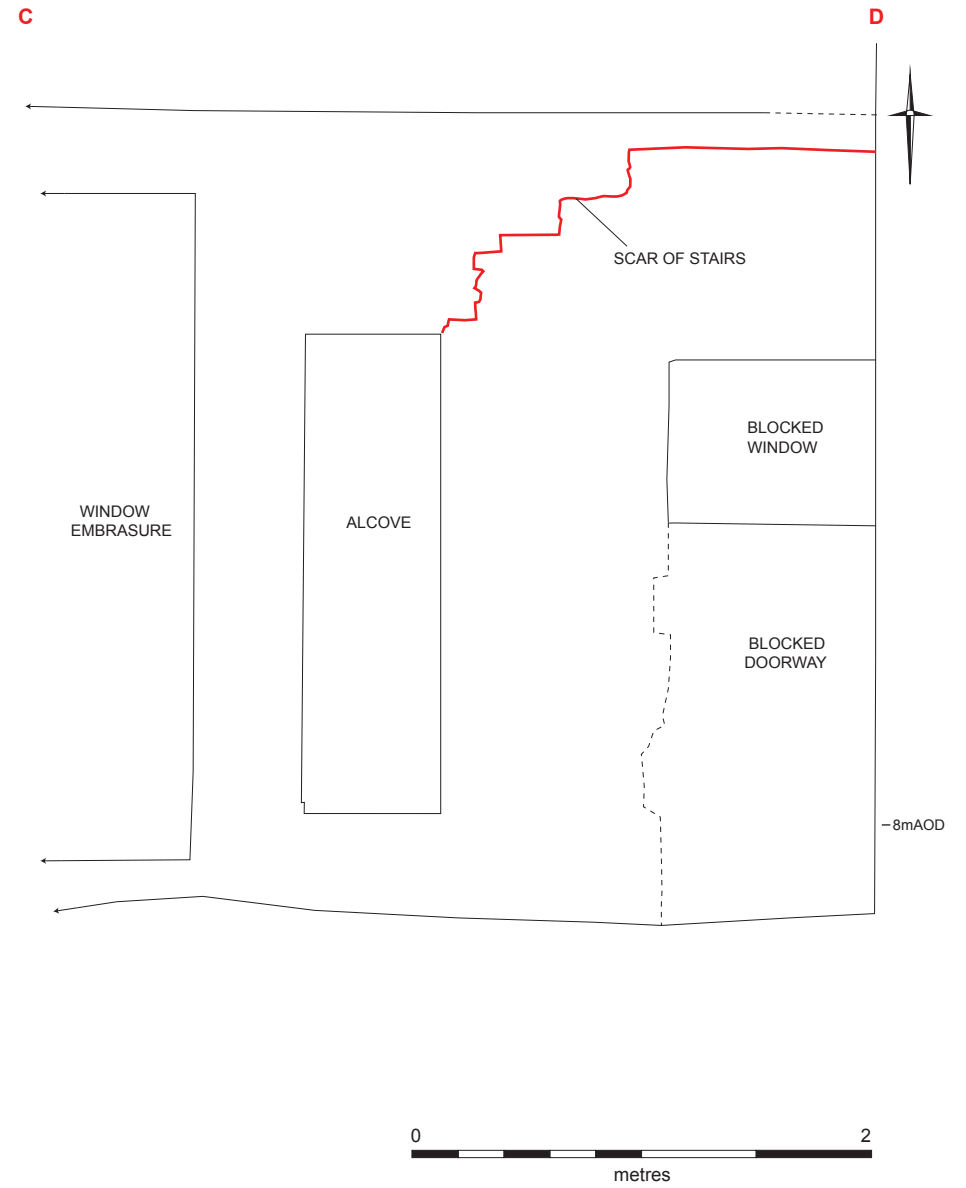 C
D
SCAR OF STAIRS
BLOCKED
WINDOW
WINDOW
EMBRASURE
ALCOVE
BLOCKED
DOORWAY
8mAOD
0
2
metres